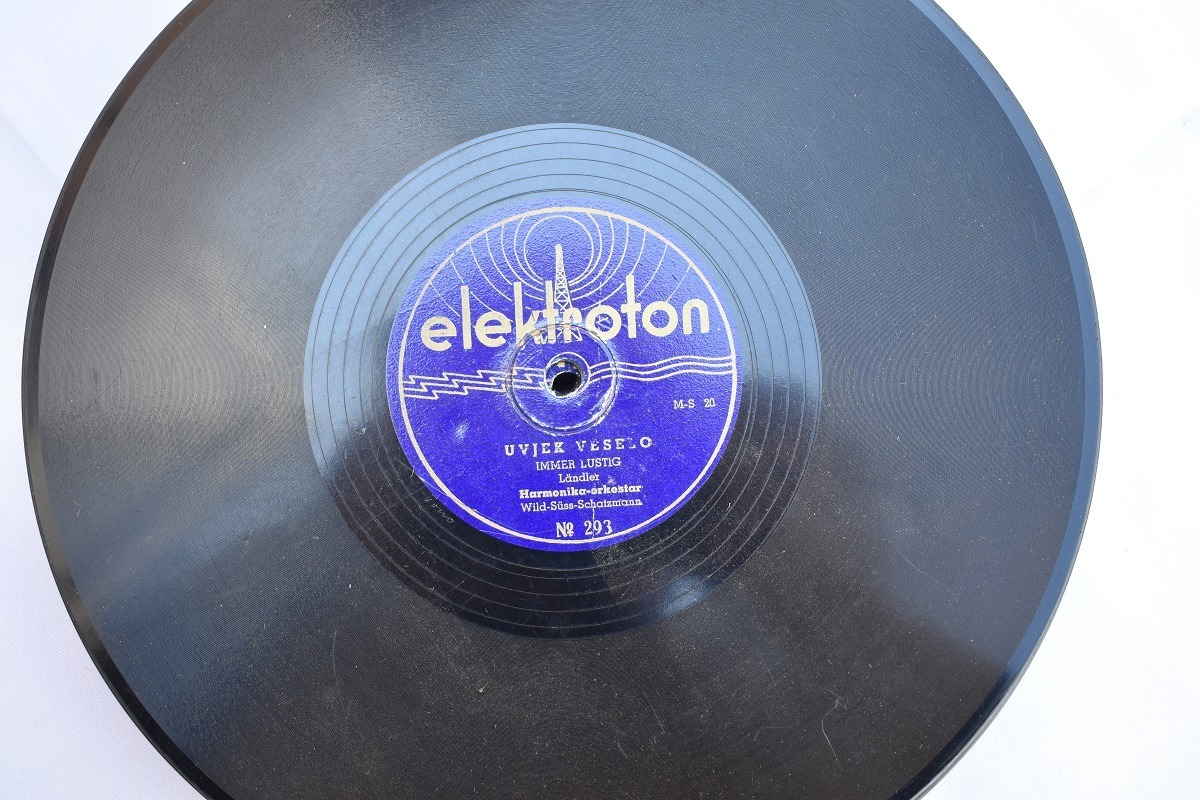 elektroton
M-S 20
UVJEK VESELO
IMMER LUSTIG
Ländler
Harmonika-orkestar
Wild-Süss-Schatzmann
№ 293